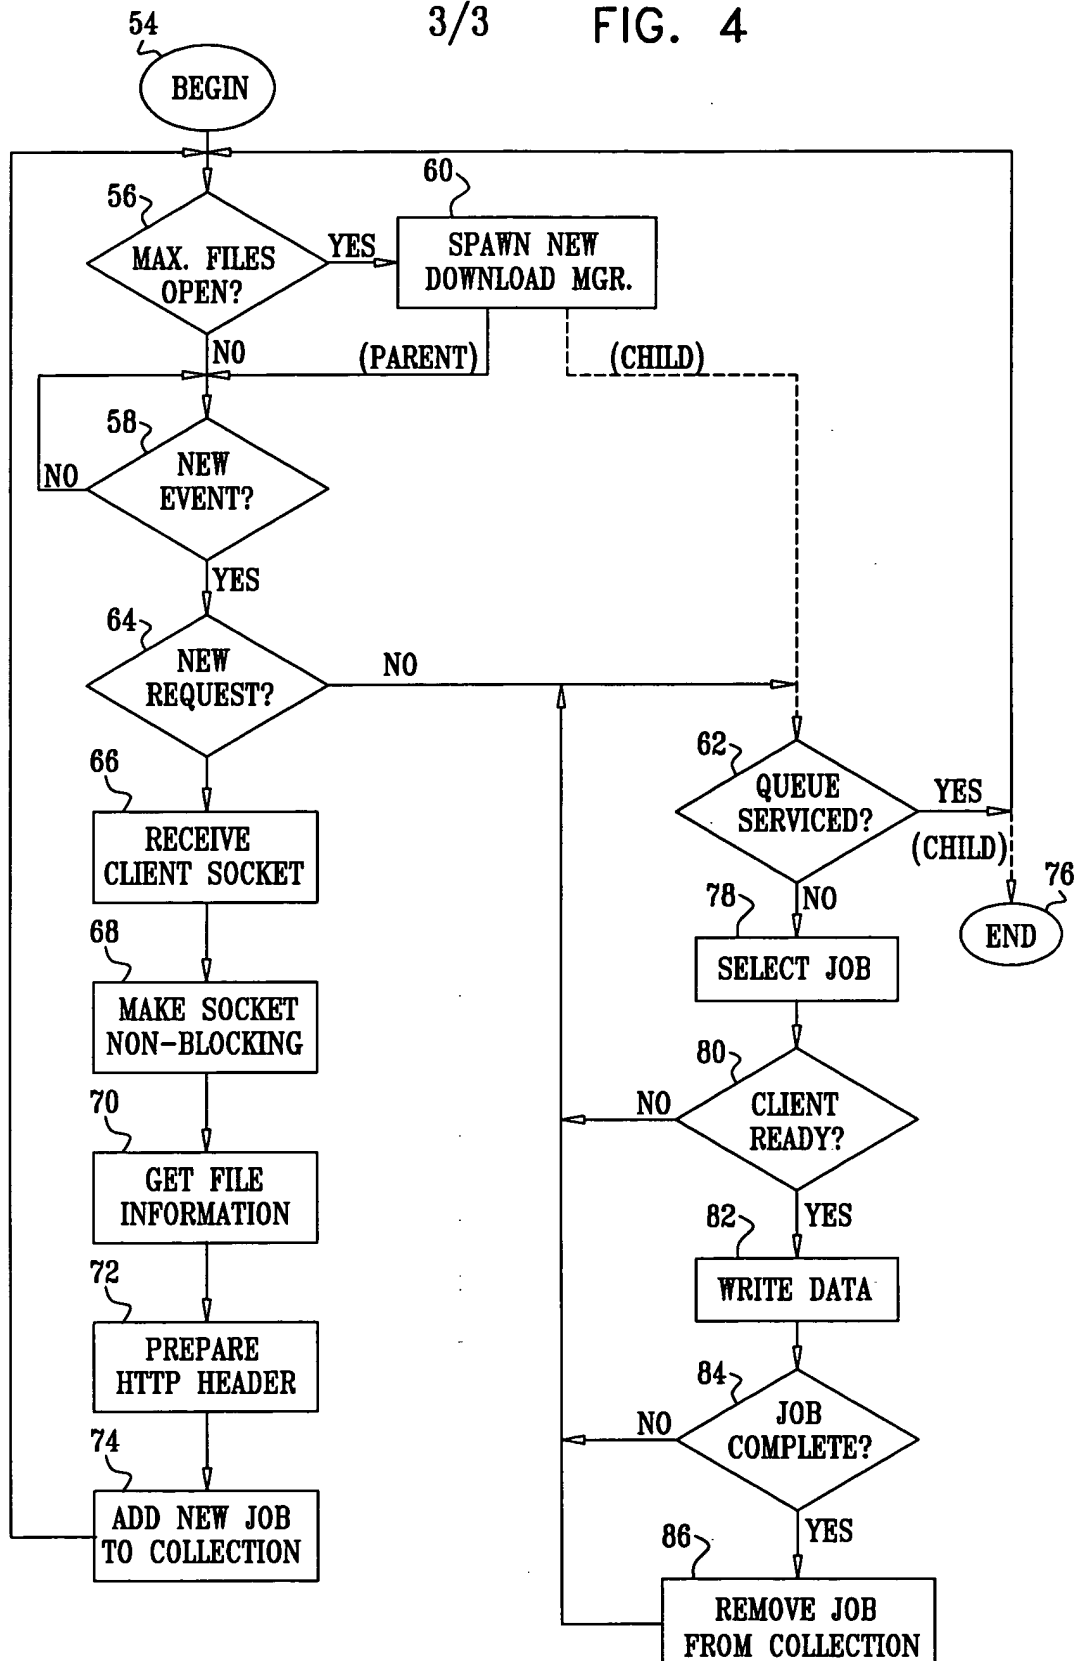 3/3 FIG. 4
54
BEGIN
56
MAX. FILES
OPEN?
YES
60
SPAWN NEW
DOWNLOAD MGR.
NO
(PARENT)
(CHILD)
58
NEW
EVENT?
NO
YES
64
NEW
REQUEST?
NO
66
RECEIVE
CLIENT SOCKET
68
MAKE SOCKET
NON-BLOCKING
70
GET FILE
INFORMATION
72
PREPARE
HTTP HEADER
74
ADD NEW JOB
TO COLLECTION
62
QUEUE
SERVICED?
YES
(CHILD)
76
END
NO
78
SELECT JOB
80
CLIENT
READY?
NO
YES
82
WRITE DATA
84
JOB
COMPLETE?
NO
YES
86
REMOVE JOB
FROM COLLECTION